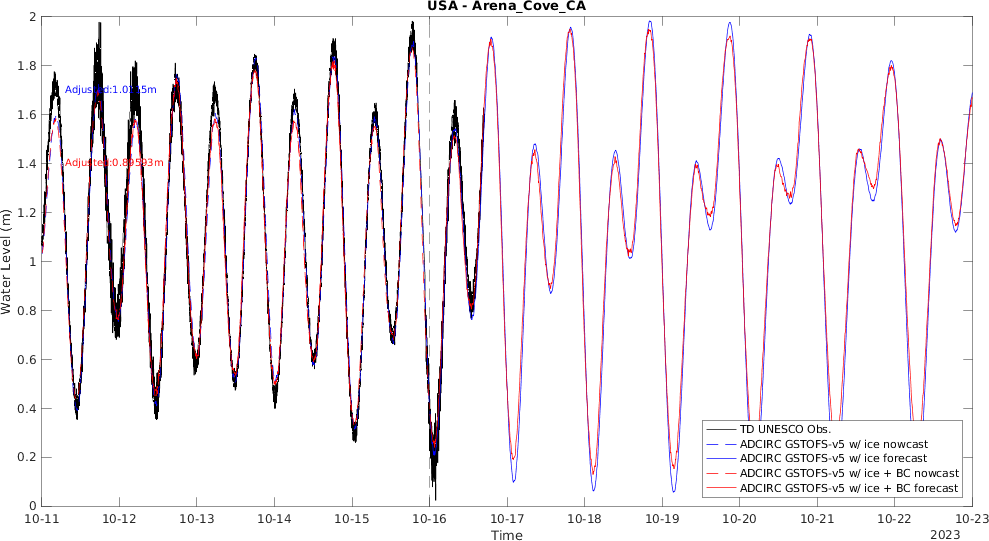 USA - Arena_Cove_CA
2
1.8
1.6
1.4
1.2
1
0.8
0.6
0.4
0.2
0
Water Level (m)
Adjusted:0.89593m
TD UNESCO Obs.
ADCIRC GSTOFS-v5 w/ ice nowcast
ADCIRC GSTOFS-v5 w/ ice forecast
ADCIRC GSTOFS-v5 w/ ice + BC nowcast
ADCIRC GSTOFS-v5 w/ ice + BC forecast
10-11 10-12 10-13 10-14 10-15 10-16 10-17 10-18 10-19 10-20 10-21 10-22 10-23
Time
2023